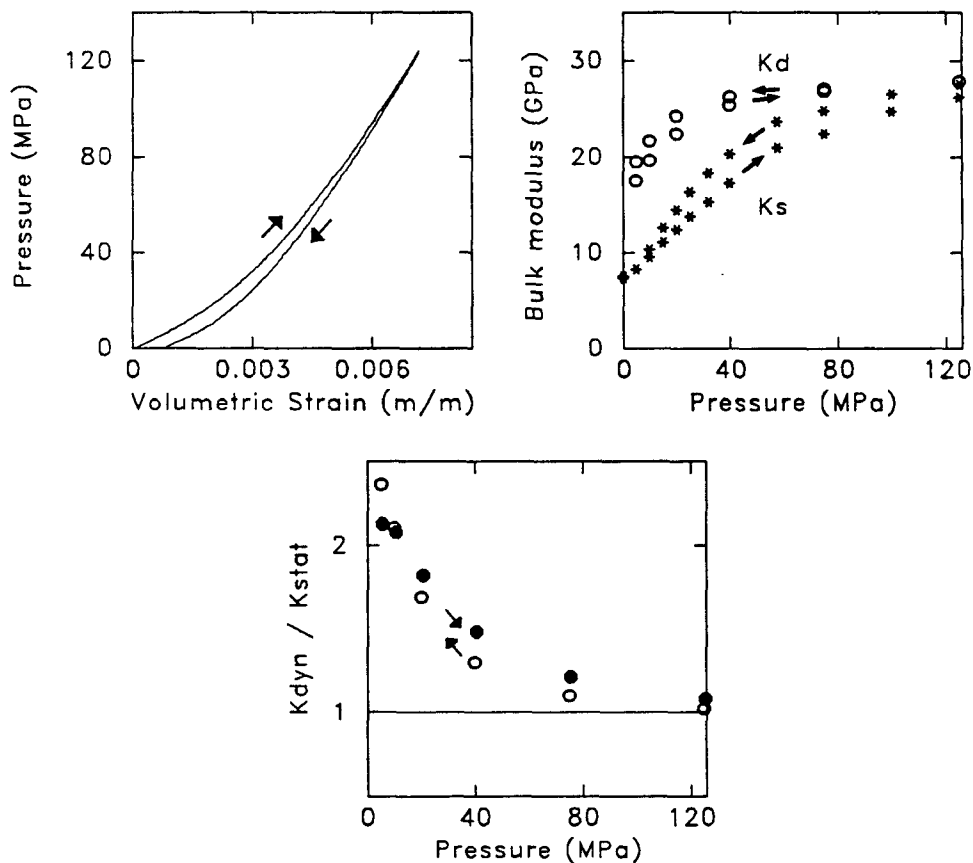 Pressure (MPa)
120
80
40
0
0
0.003
0.006
Volumetric Strain (m/m)
Bulk modulus (GPa)
30
20
10
0
Kd
Ks
0
40
80
120
Pressure (MPa)
Kdyn / Kstat
2
1
0
40
80
120
Pressure (MPa)